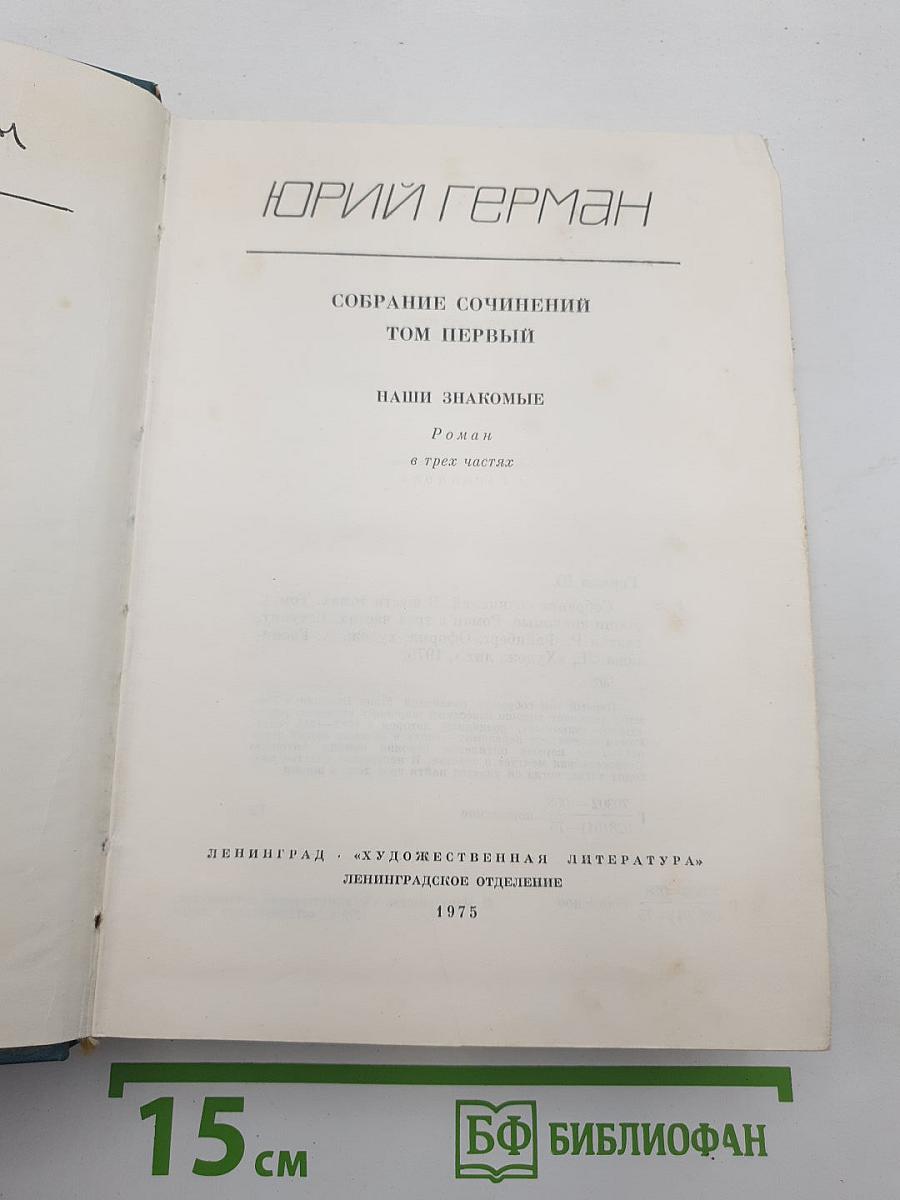 ЮРИЙ ГЕРМАН
СОБРАНИЕ СОЧИНЕНИЙ
ТОМ ПЕРВЫЙ
НАШИ ЗНАКОМЫЕ
Роман
в трех частях
ЛЕНИНГРАД · «ХУДОЖЕСТВЕННАЯ ЛИТЕРАТУРА»
ЛЕНИНГРАДСКОЕ ОТДЕЛЕНИЕ
1975
15 см
БФ БИБЛИОФАН